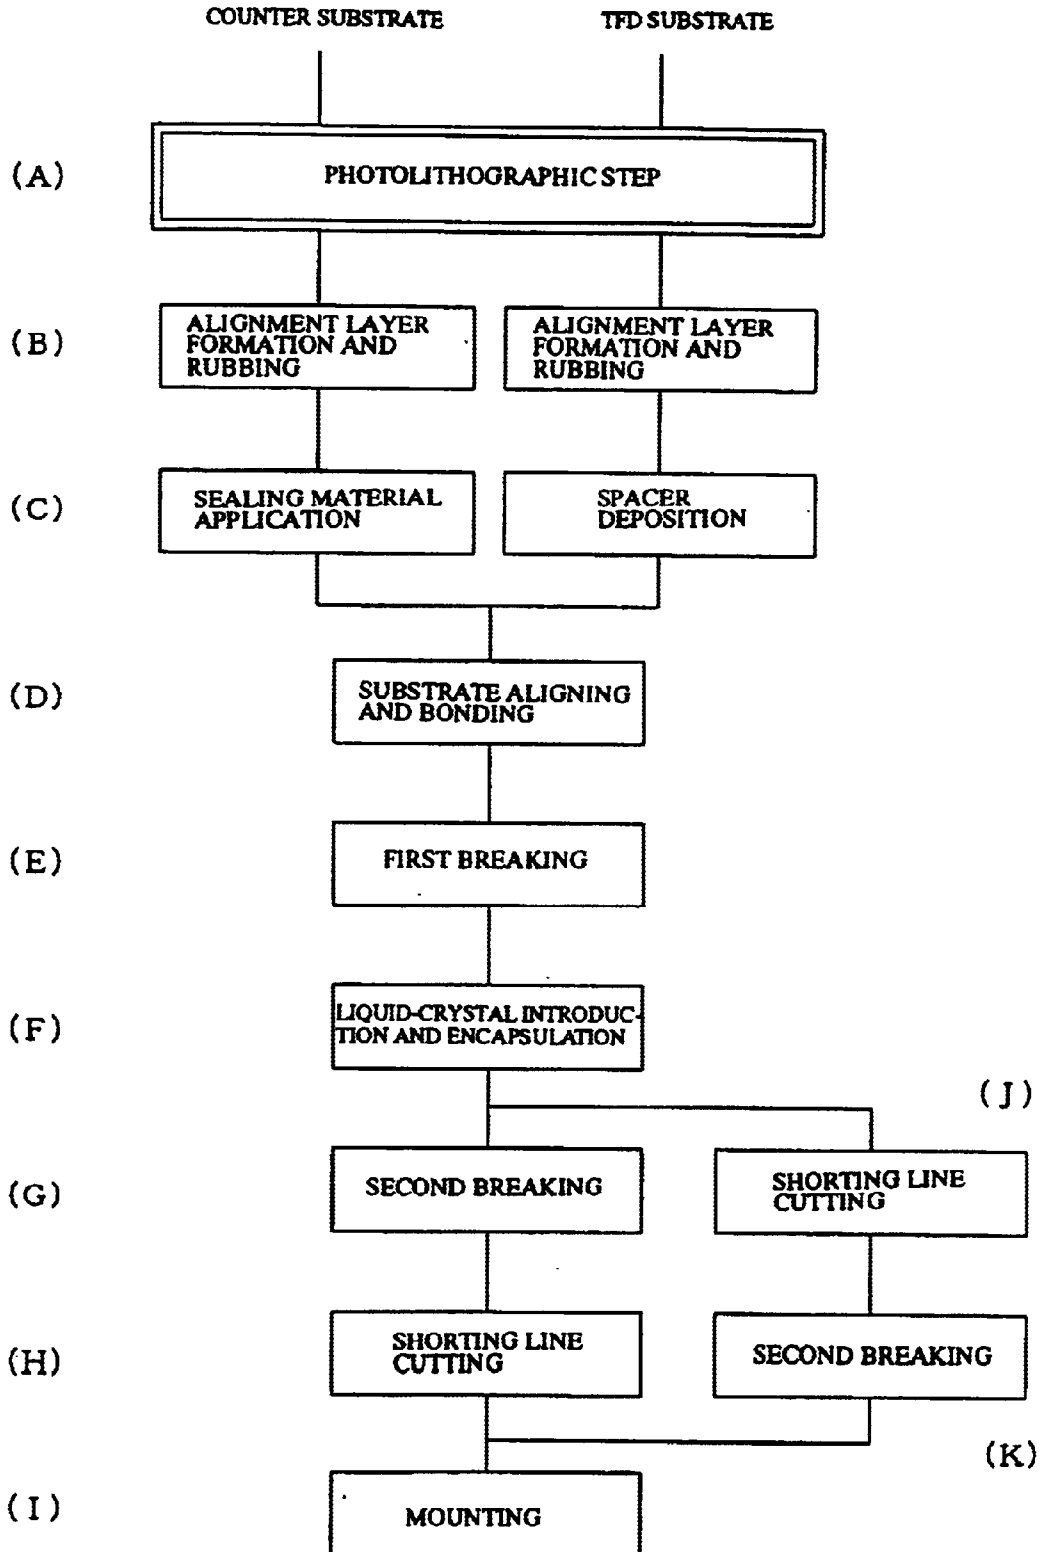 COUNTER SUBSTRATE
TFD SUBSTRATE
(A)
PHOTOLITHOGRAPHIC STEP
(B)
ALIGNMENT LAYER
FORMATION AND
RUBBING
ALIGNMENT LAYER
FORMATION AND
RUBBING
(C)
SEALING MATERIAL
APPLICATION
SPACER
DEPOSITION
(D)
SUBSTRATE ALIGNING
AND BONDING
(E)
FIRST BREAKING
(F)
LIQUID-CRYSTAL INTRODUC-
TION AND ENCAPSULATION
(J)
(G)
SECOND BREAKING
SHORTING LINE
CUTTING
(H)
SHORTING LINE
CUTTING
SECOND BREAKING
(K)
(I)
MOUNTING